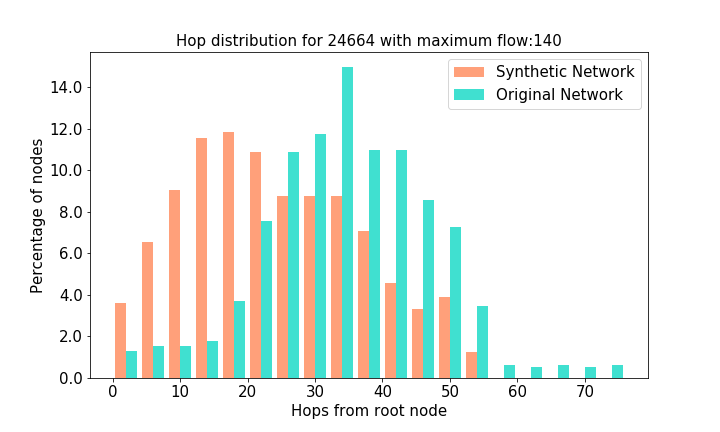 Hop distribution for 24664 with maximum flow:140
Synthetic Network
Original Network
Percentage of nodes
14.0
12.0
10.0
8.0
6.0
4.0
2.0
0.0
0 10 20 30 40 50 60 70
Hops from root node